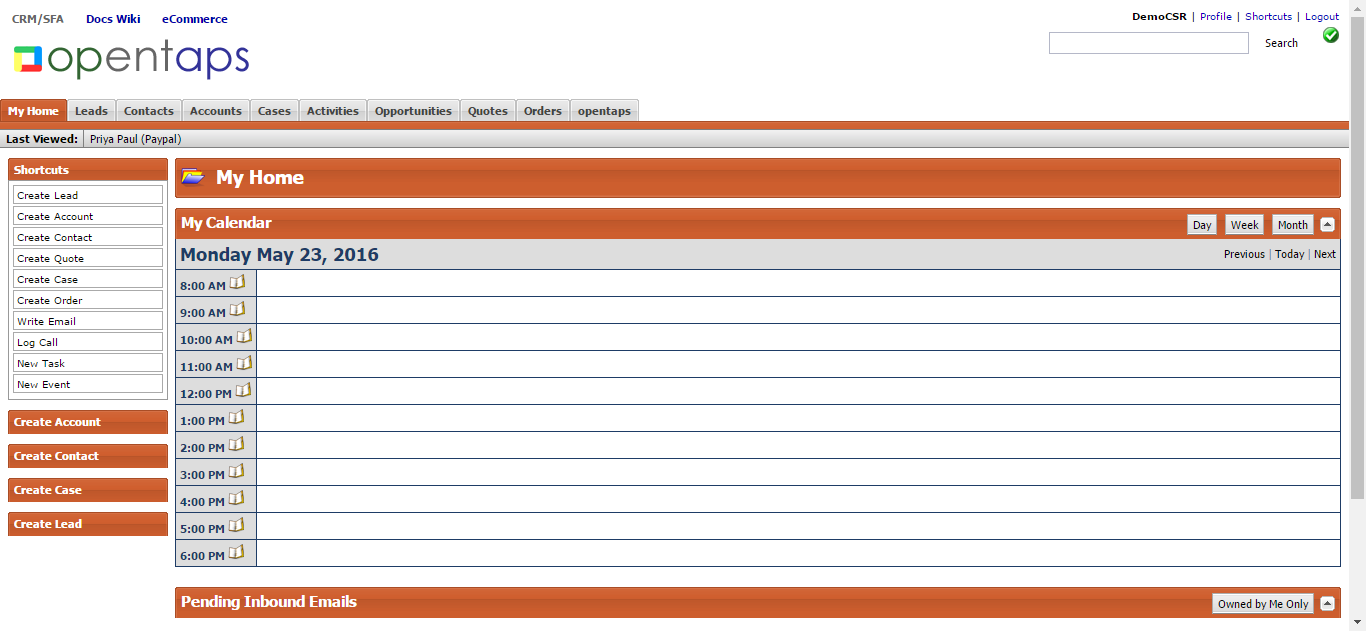 CRM/SFA Docs Wiki eCommerce
DemoCSR | Profile | Shortcuts | Logout
opentaps
Search
My Home Leads Contacts Accounts Cases Activities Opportunities Quotes Orders opentaps
Last Viewed: Priya Paul (Paypal)
Shortcuts
Create Lead
Create Account
Create Contact
Create Quote
Create Case
Create Order
Write Email
Log Call
New Task
New Event
Create Account
Create Contact
Create Case
Create Lead
My Home
My Calendar Day Week Month
Monday May 23, 2016 Previous | Today | Next
8:00 AM
9:00 AM
10:00 AM
11:00 AM
12:00 PM
1:00 PM
2:00 PM
3:00 PM
4:00 PM
5:00 PM
6:00 PM
Pending Inbound Emails Owned by Me Only